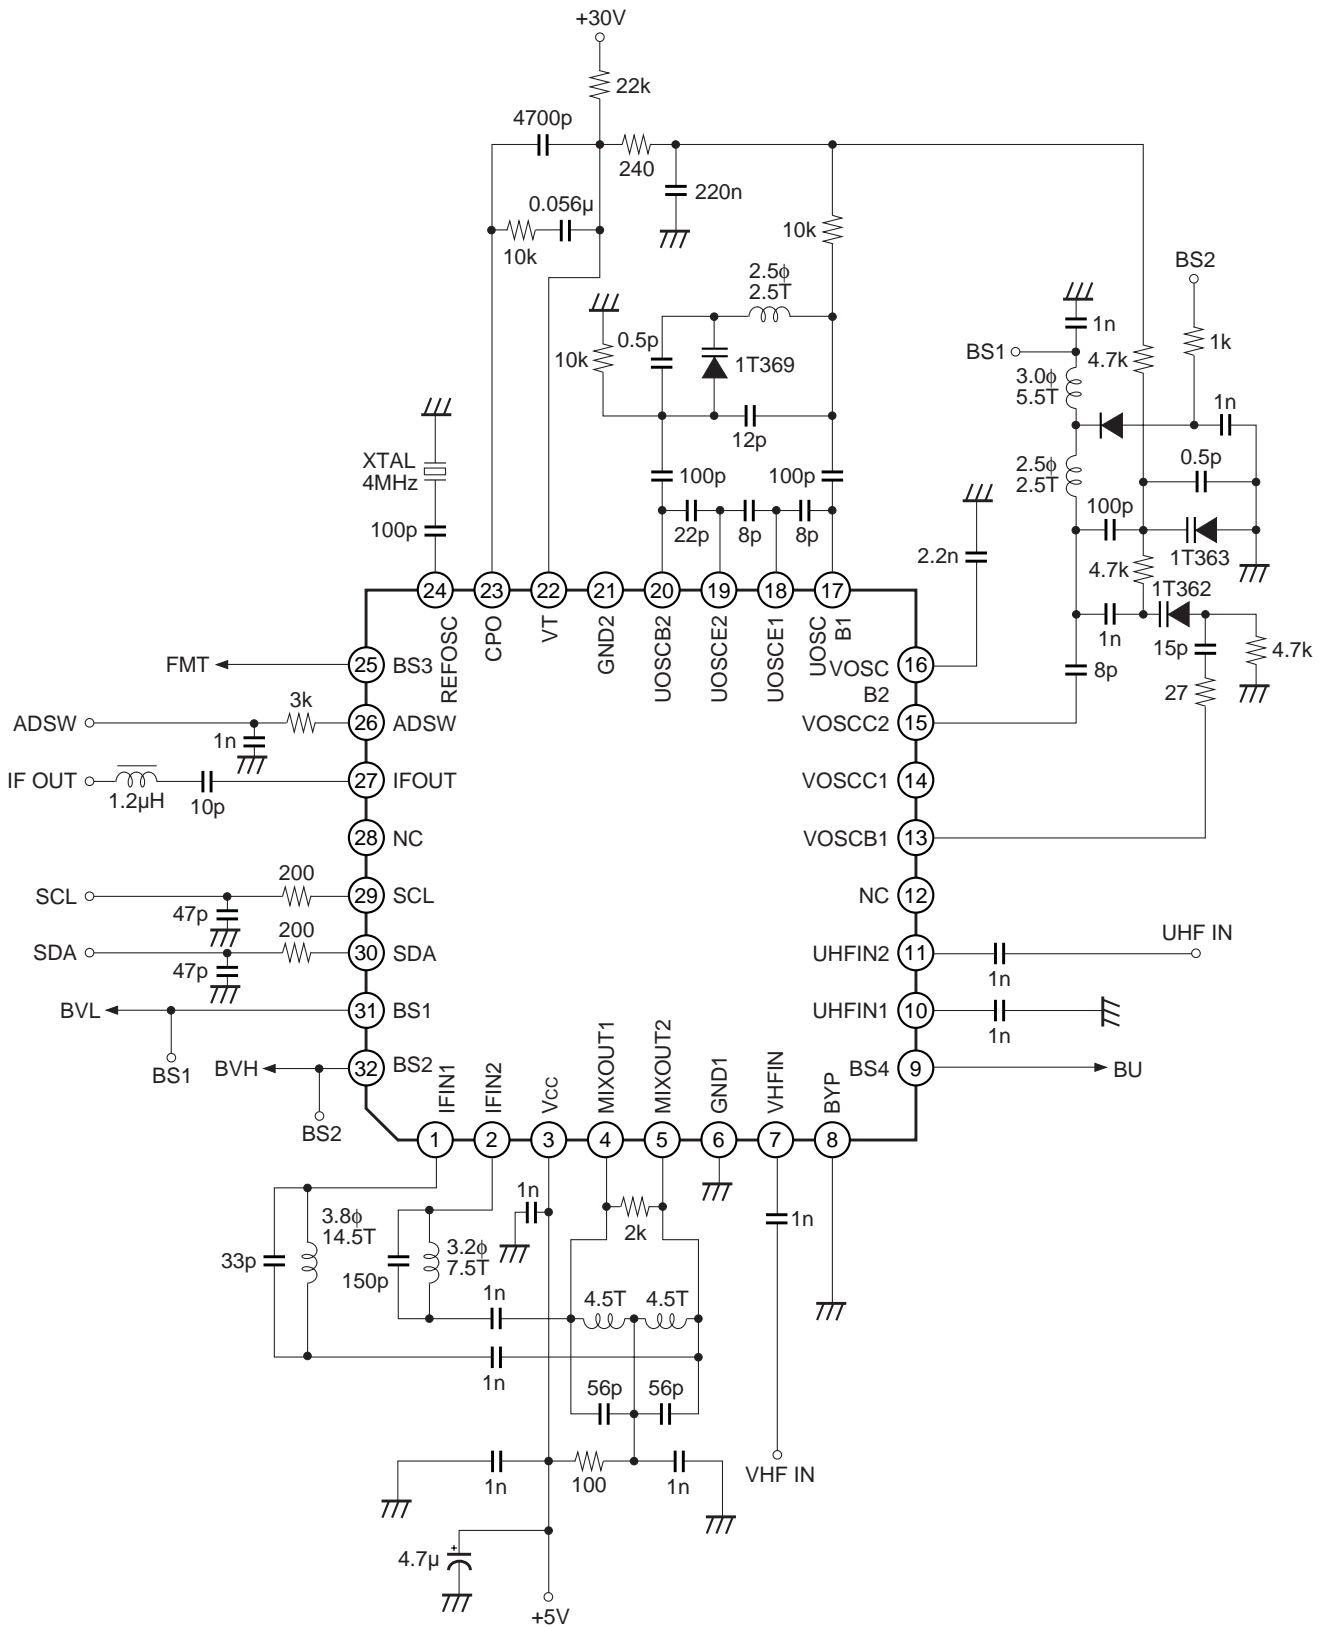 +30V
22k
4700p
240
220n
0.056µ
10k
10k
BS2
2.5ϕ
2.5T
1n
1k
BS1
10k
0.5p
1T369
4.7k
3.0ϕ
5.5T
1n
12p
XTAL
4MHz
2.5ϕ
2.5T
0.5p
100p
100p
100p
100p
22p
8p
8p
2.2n
1T363
4.7k
1T362
24
23
22
21
20
19
18
17
REFOSC
CPO
VT
GND2
UOSCB2
UOSCE2
UOSCE1
UOSC
B1
1n
15p
4.7k
FMT
25
BS3
VOSC
B2
16
8p
27
3k
ADSW
1n
26
ADSW
VOSCC2
15
IF OUT
1.2µH
10p
27
IFOUT
VOSCC1
14
28
NC
VOSCB1
13
200
SCL
47p
29
SCL
NC
12
200
SDA
47p
30
SDA
UHFIN2
11
1n
UHF IN
BVL
BS1
31
BS1
UHFIN1
10
1n
BVH
BS2
32
BS2
BS4
9
BU
IFIN1
IFIN2
VCC
MIXOUT1
MIXOUT2
GND1
VHFIN
BYP
1
2
3
4
5
6
7
8
1n
2k
1n
3.8ϕ
14.5T
33p
3.2ϕ
7.5T
150p
1n
4.5T
4.5T
1n
56p
56p
1n
100
1n
VHF IN
+
4.7µ
+5V